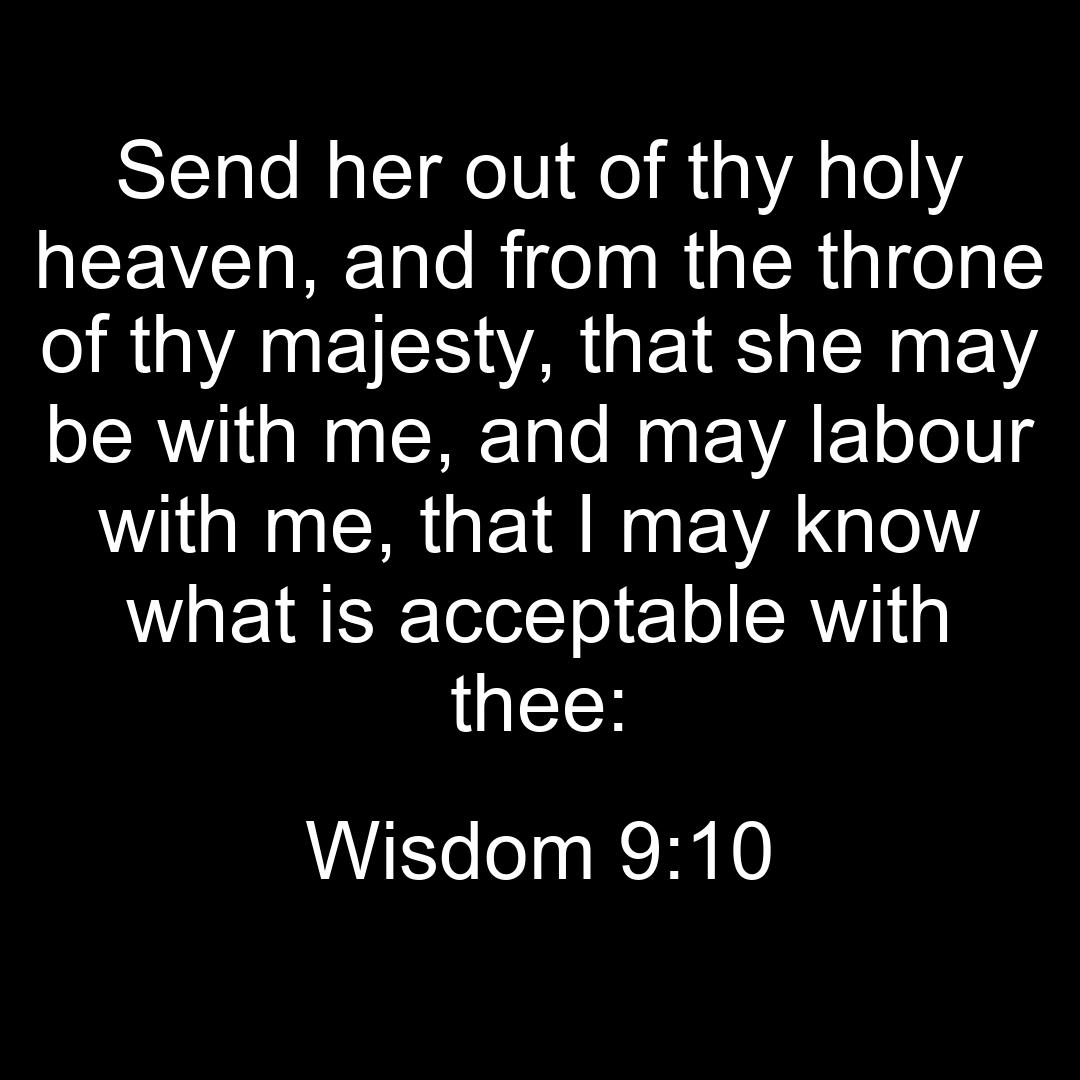 Send her out of thy holy
heaven, and from the throne
of thy majesty, that she may
be with me, and may labour
with me, that I may know
what is acceptable with
thee:
Wisdom 9:10